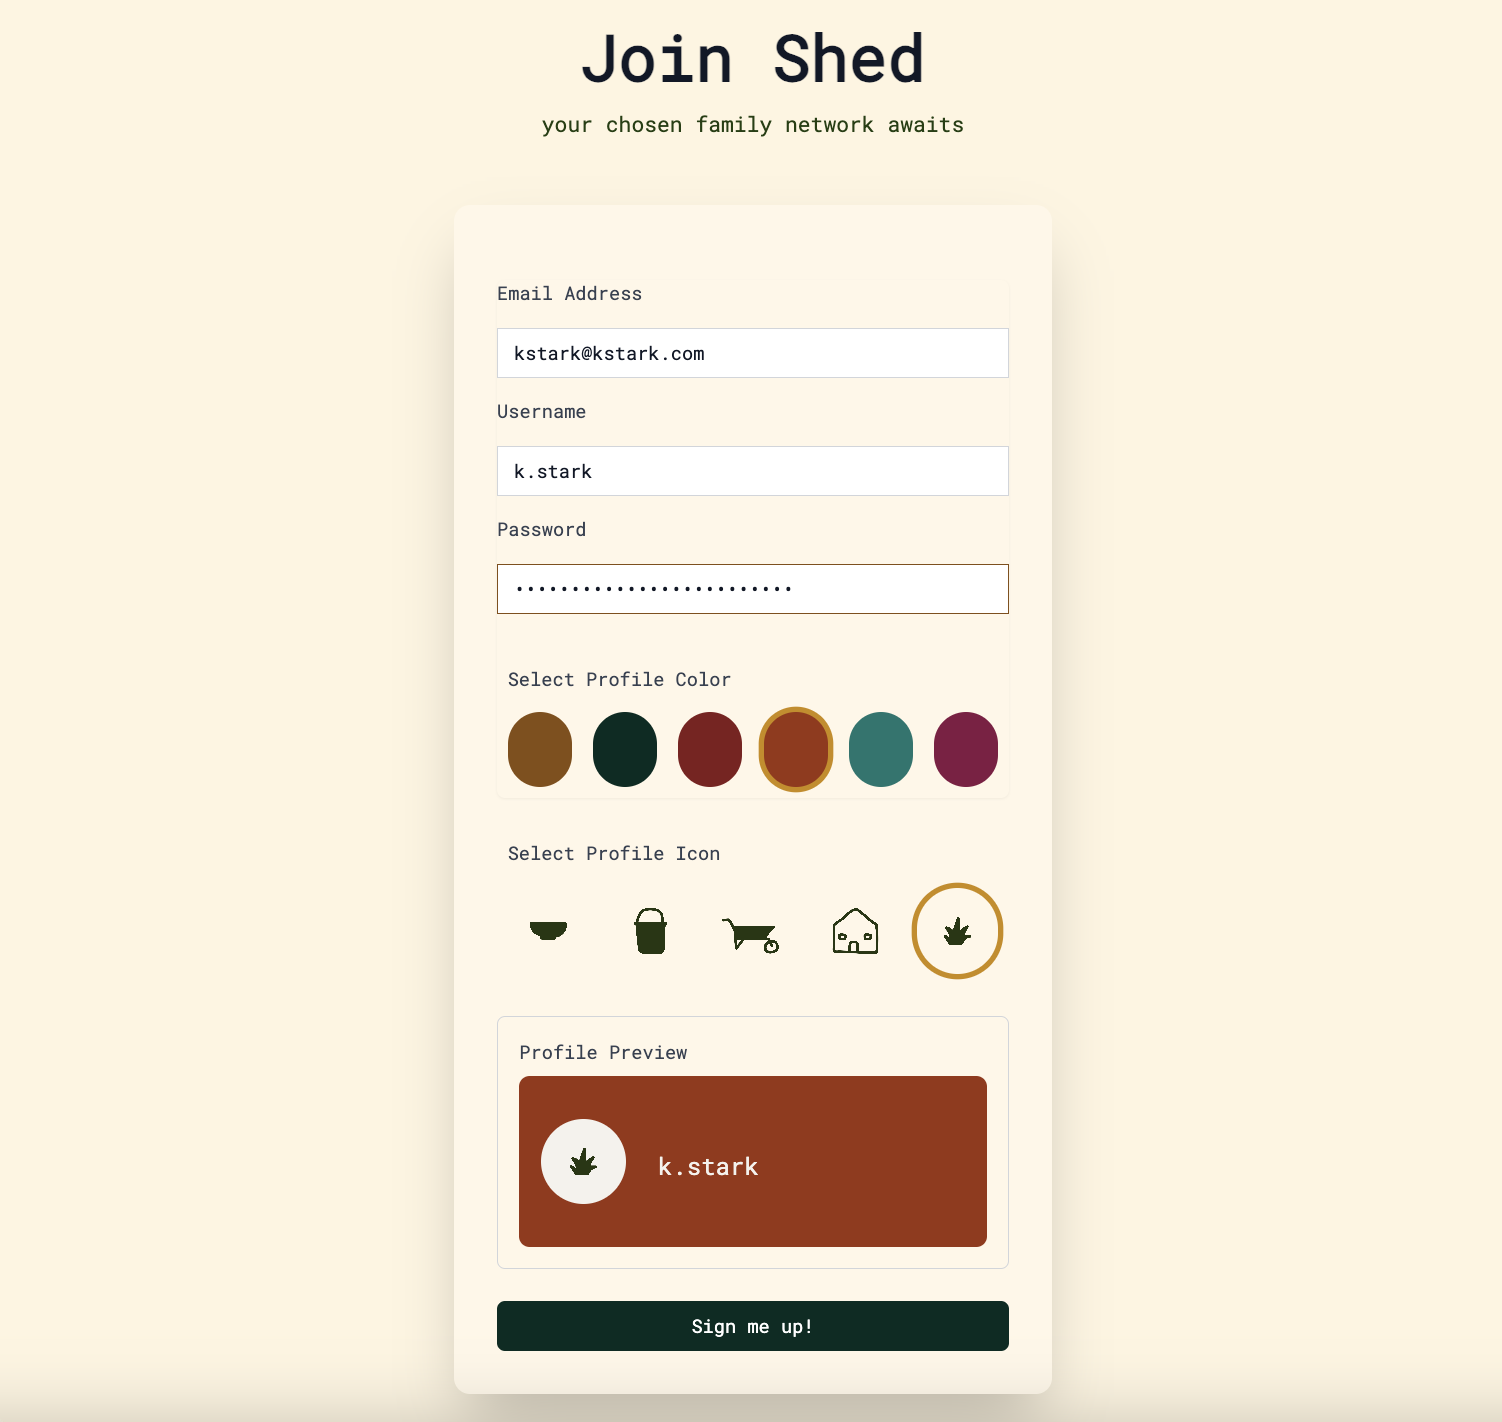 Join Shed
your chosen family network awaits
Email Address
kstark@kstark.com
Username
k.stark
Password
•••••••••••••••••••••••••
Select Profile Color
Select Profile Icon
Profile Preview
k.stark
Sign me up!